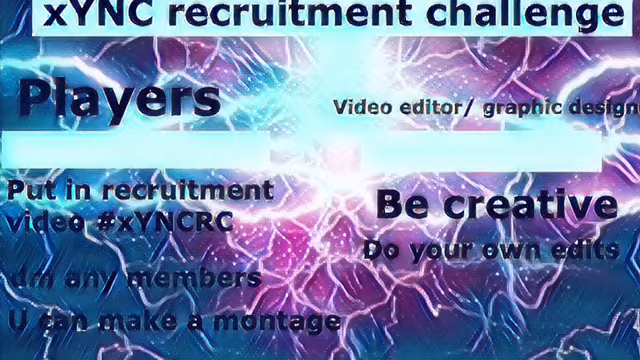 xYNC recruitment challenge
Players
Video editor/ graphic design
Put in recruitment
video #xYNCRC
dm any members
U can make a montage
Be creative
Do your own edits